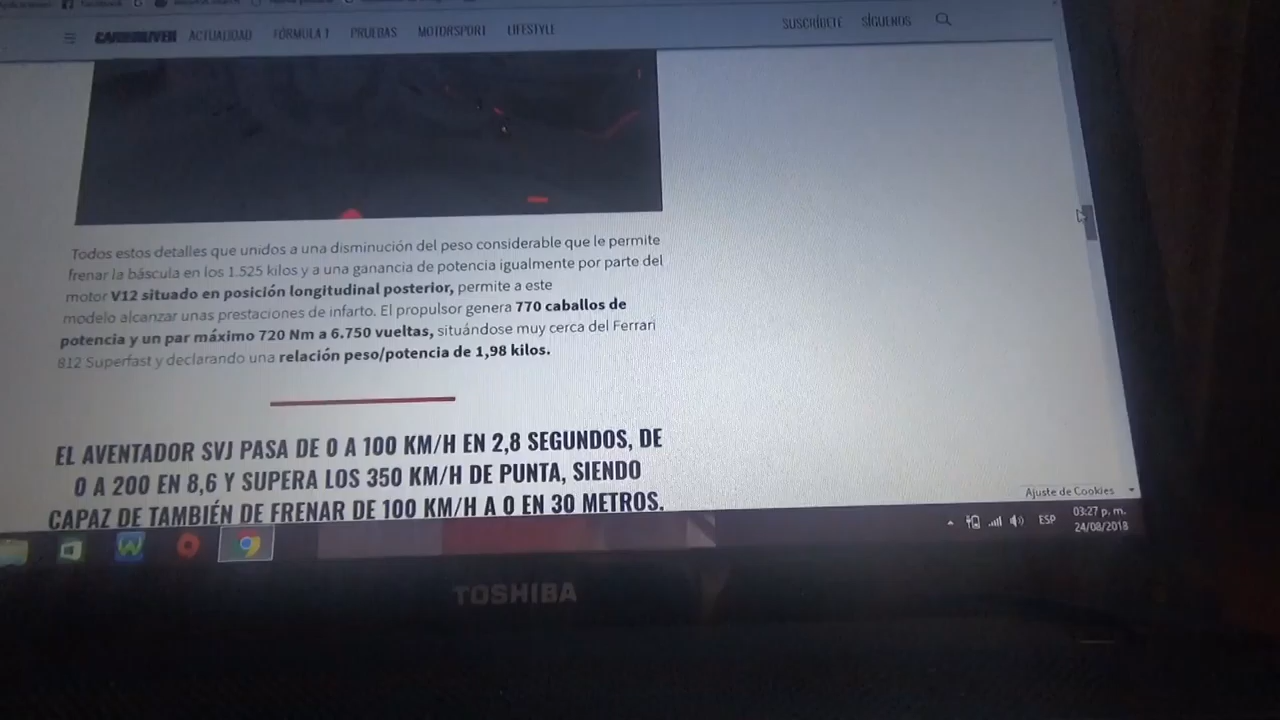 Facebook
ACTUALIDAD FÓRMULA 1 PRUEBAS MOTORSPORT LIFESTYLE SUSCRÍBETE SÍGUENOS
Todos estos detalles que unidos a una disminución del peso considerable que le permite
frenar la báscula en los 1.525 kilos y a una ganancia de potencia igualmente por parte del
motor V12 situado en posición longitudinal posterior, permite a este
modelo alcanzar unas prestaciones de infarto. El propulsor genera 770 caballos de
potencia y un par máximo 720 Nm a 6.750 vueltas, situándose muy cerca del Ferrari
812 Superfast y declarando una relación peso/potencia de 1,98 kilos.
EL AVENTADOR SVJ PASA DE 0 A 100 KM/H EN 2,8 SEGUNDOS, DE
0 A 200 EN 8,6 Y SUPERA LOS 350 KM/H DE PUNTA, SIENDO
CAPAZ DE TAMBIÉN DE FRENAR DE 100 KM/H A 0 EN 30 METROS.
Ajuste de Cookies
ESP
03:27 p. m.
24/08/2018
TOSHIBA